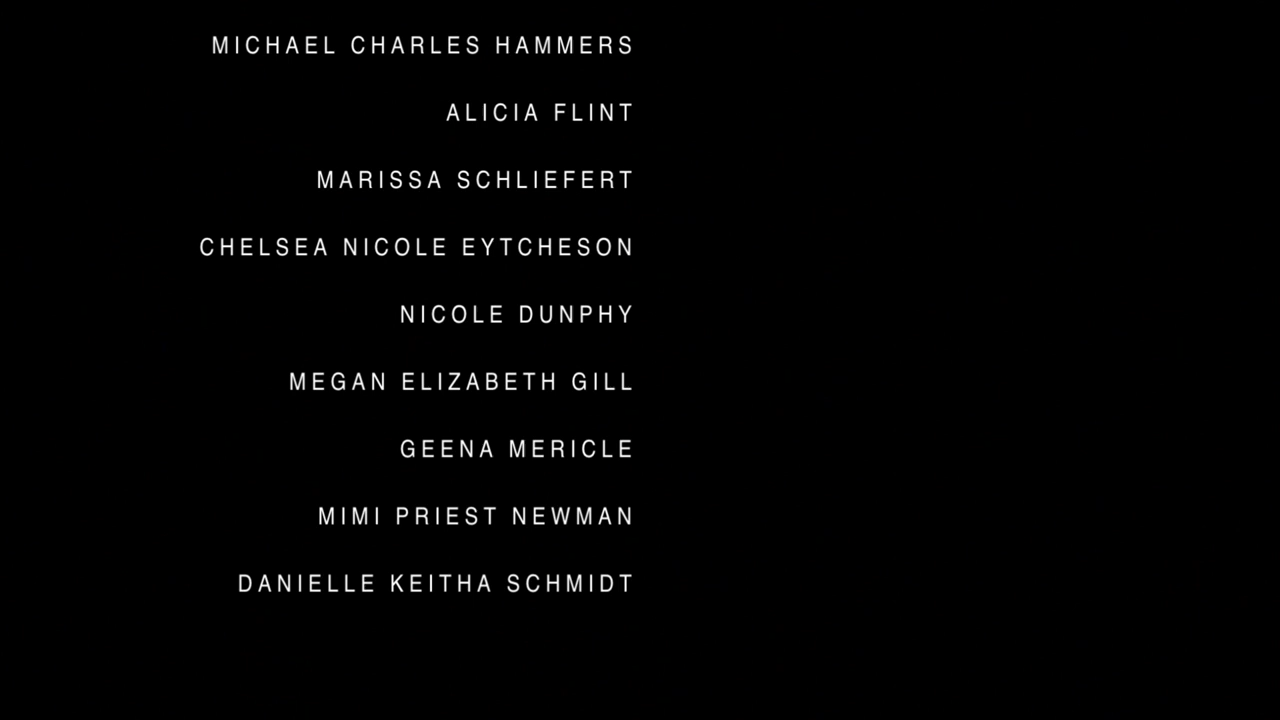 MICHAEL CHARLES HAMMERS
ALICIA FLINT
MARISSA SCHLIEFERT
CHELSEA NICOLE EYTCHESON
NICOLE DUNPHY
MEGAN ELIZABETH GILL
GEENA MERICLE
MIMI PRIEST NEWMAN
DANIELLE KEITHA SCHMIDT